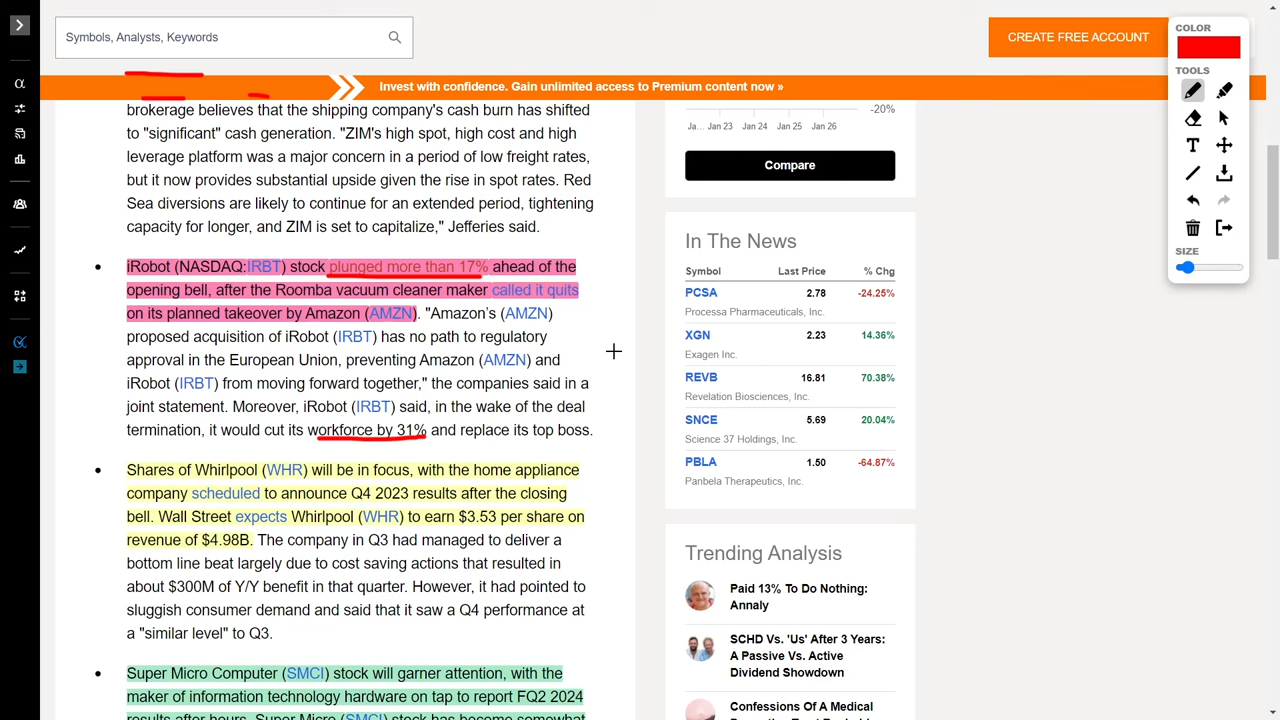 Symbols, Analysts, Keywords
CREATE FREE ACCOUNT
Invest with confidence. Gain unlimited access to Premium content now »
COLOR
TOOLS
T
SIZE
α
brokerage believes that the shipping company's cash burn has shifted
to "significant" cash generation. "ZIM's high spot, high cost and high
leverage platform was a major concern in a period of low freight rates,
but it now provides substantial upside given the rise in spot rates. Red
Sea diversions are likely to continue for an extended period, tightening
capacity for longer, and ZIM is set to capitalize," Jefferies said.
• iRobot (NASDAQ:IRBT) stock plunged more than 17% ahead of the
opening bell, after the Roomba vacuum cleaner maker called it quits
on its planned takeover by Amazon (AMZN). "Amazon's (AMZN)
proposed acquisition of iRobot (IRBT) has no path to regulatory
approval in the European Union, preventing Amazon (AMZN) and
iRobot (IRBT) from moving forward together," the companies said in a
joint statement. Moreover, iRobot (IRBT) said, in the wake of the deal
termination, it would cut its workforce by 31% and replace its top boss.
• Shares of Whirlpool (WHR) will be in focus, with the home appliance
company scheduled to announce Q4 2023 results after the closing
bell. Wall Street expects Whirlpool (WHR) to earn $3.53 per share on
revenue of $4.98B. The company in Q3 had managed to deliver a
bottom line beat largely due to cost saving actions that resulted in
about $300M of Y/Y benefit in that quarter. However, it had pointed to
sluggish consumer demand and said that it saw a Q4 performance at
a "similar level" to Q3.
• Super Micro Computer (SMCI) stock will garner attention, with the
maker of information technology hardware on tap to report FQ2 2024
results after hours. Super Micro (SMCI) stock has become somewhat
-20%
Ja... Jan 23 Jan 24 Jan 25 Jan 26
Compare
In The News
Symbol Last Price % Chg
PCSA 2.78 -24.25%
Processa Pharmaceuticals, Inc.
XGN 2.23 14.36%
Exagen Inc.
REVB 16.81 70.38%
Revelation Biosciences, Inc.
SNCE 5.69 20.04%
Science 37 Holdings, Inc.
PBLA 1.50 -64.87%
Panbela Therapeutics, Inc.
Trending Analysis
Paid 13% To Do Nothing:
Annaly
SCHD Vs. 'Us' After 3 Years:
A Passive Vs. Active
Dividend Showdown
Confessions Of A Medical